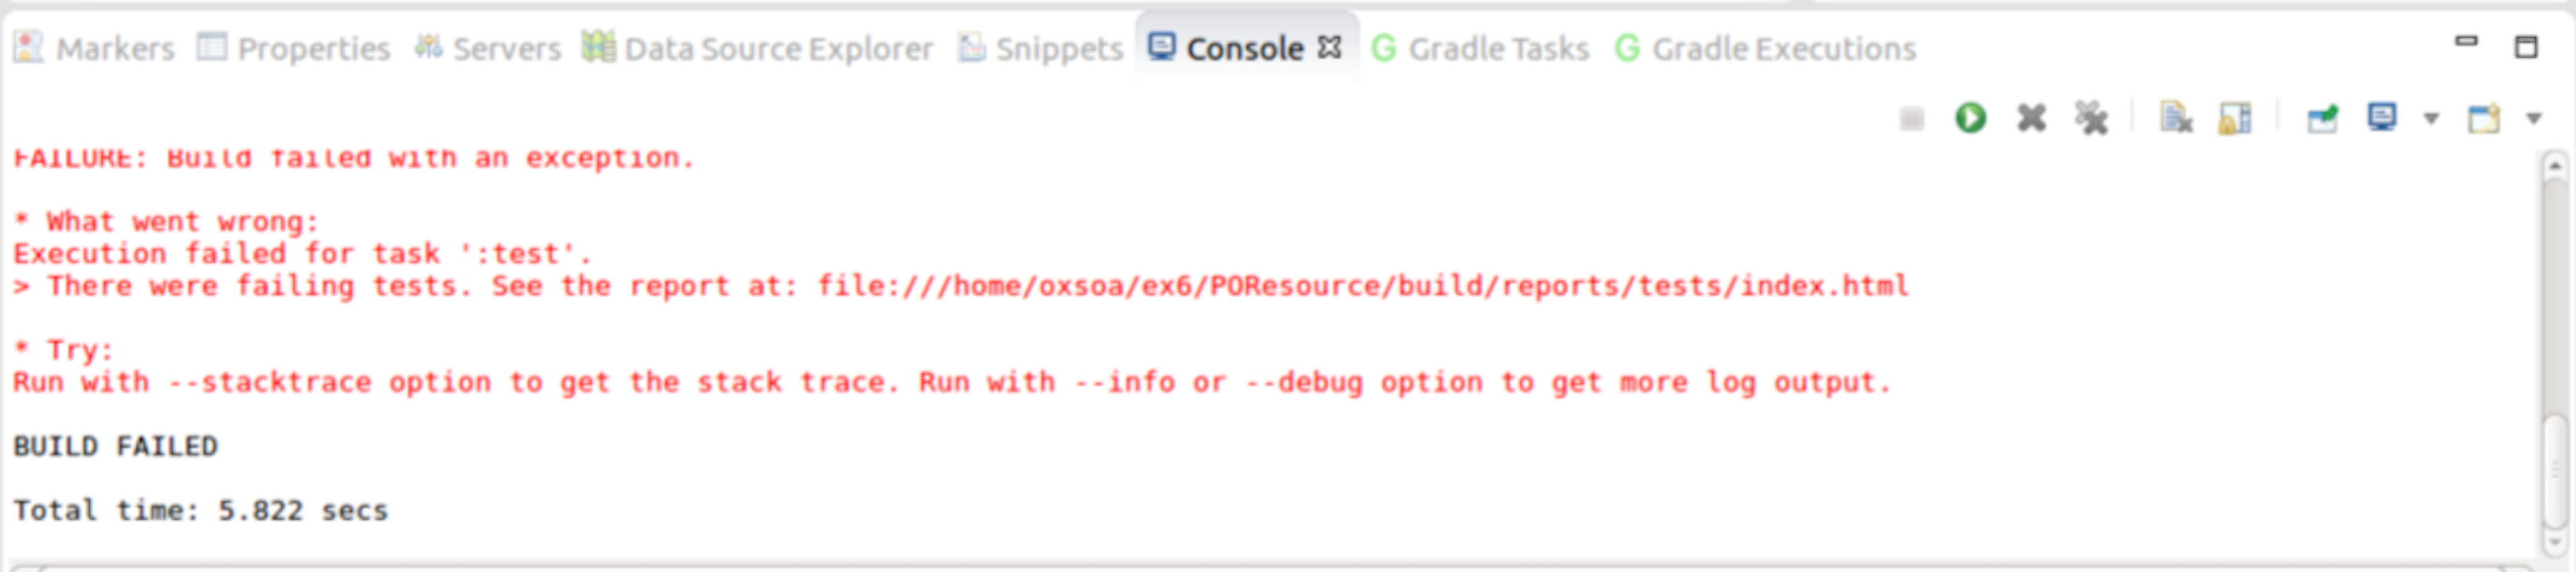 Markers Properties Servers Data Source Explorer Snippets Console Gradle Tasks Gradle Executions
FAILURE: Build failed with an exception.
* What went wrong:
Execution failed for task ':test'.
> There were failing tests. See the report at: file:///home/oxsoa/ex6/POResource/build/reports/tests/index.html
* Try:
Run with --stacktrace option to get the stack trace. Run with --info or --debug option to get more log output.
BUILD FAILED
Total time: 5.822 secs